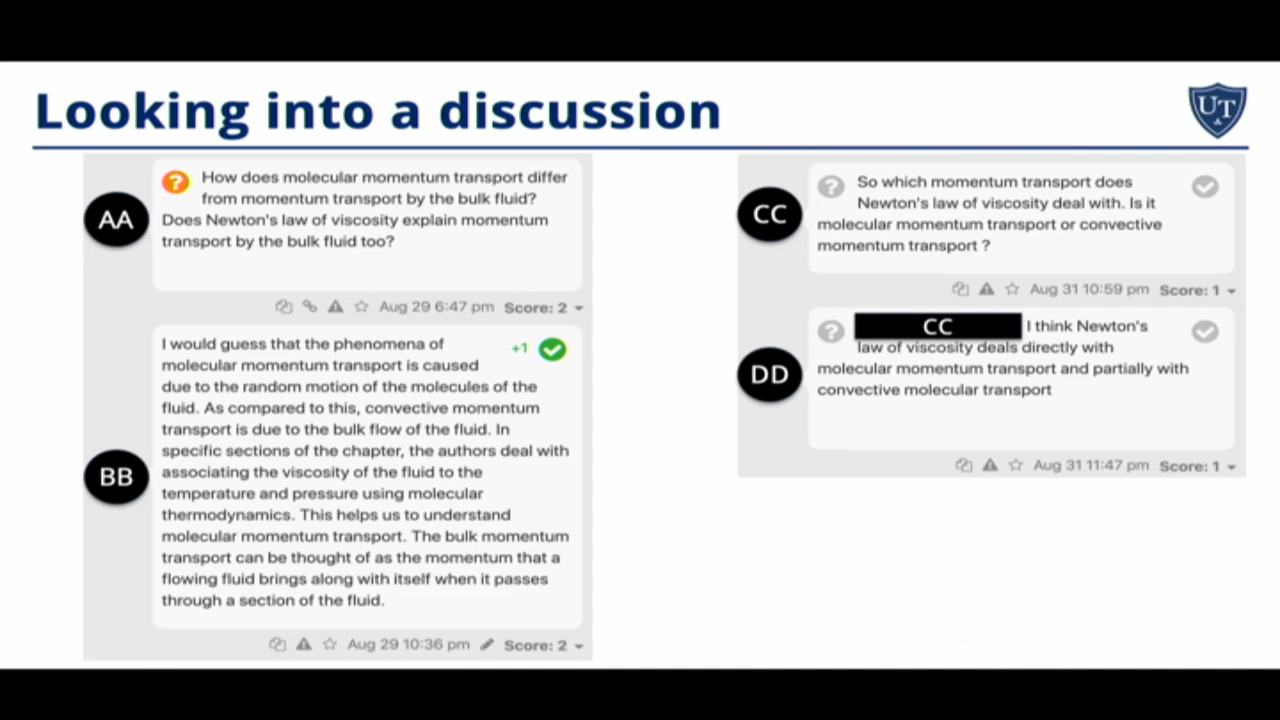 Looking into a discussion
UT
AA
? How does molecular momentum transport differ
from momentum transport by the bulk fluid?
Does Newton's law of viscosity explain momentum
transport by the bulk fluid too?
Aug 29 6:47 pm Score: 2
BB
I would guess that the phenomena of +1
molecular momentum transport is caused
due to the random motion of the molecules of the
fluid. As compared to this, convective momentum
transport is due to the bulk flow of the fluid. In
specific sections of the chapter, the authors deal with
associating the viscosity of the fluid to the
temperature and pressure using molecular
thermodynamics. This helps us to understand
molecular momentum transport. The bulk momentum
transport can be thought of as the momentum that a
flowing fluid brings along with itself when it passes
through a section of the fluid.
Aug 29 10:36 pm Score: 2
CC
? So which momentum transport does
Newton's law of viscosity deal with. Is it
molecular momentum transport or convective
momentum transport ?
Aug 31 10:59 pm Score: 1
DD
? CC I think Newton's
law of viscosity deals directly with
molecular momentum transport and partially with
convective molecular transport
Aug 31 11:47 pm Score: 1